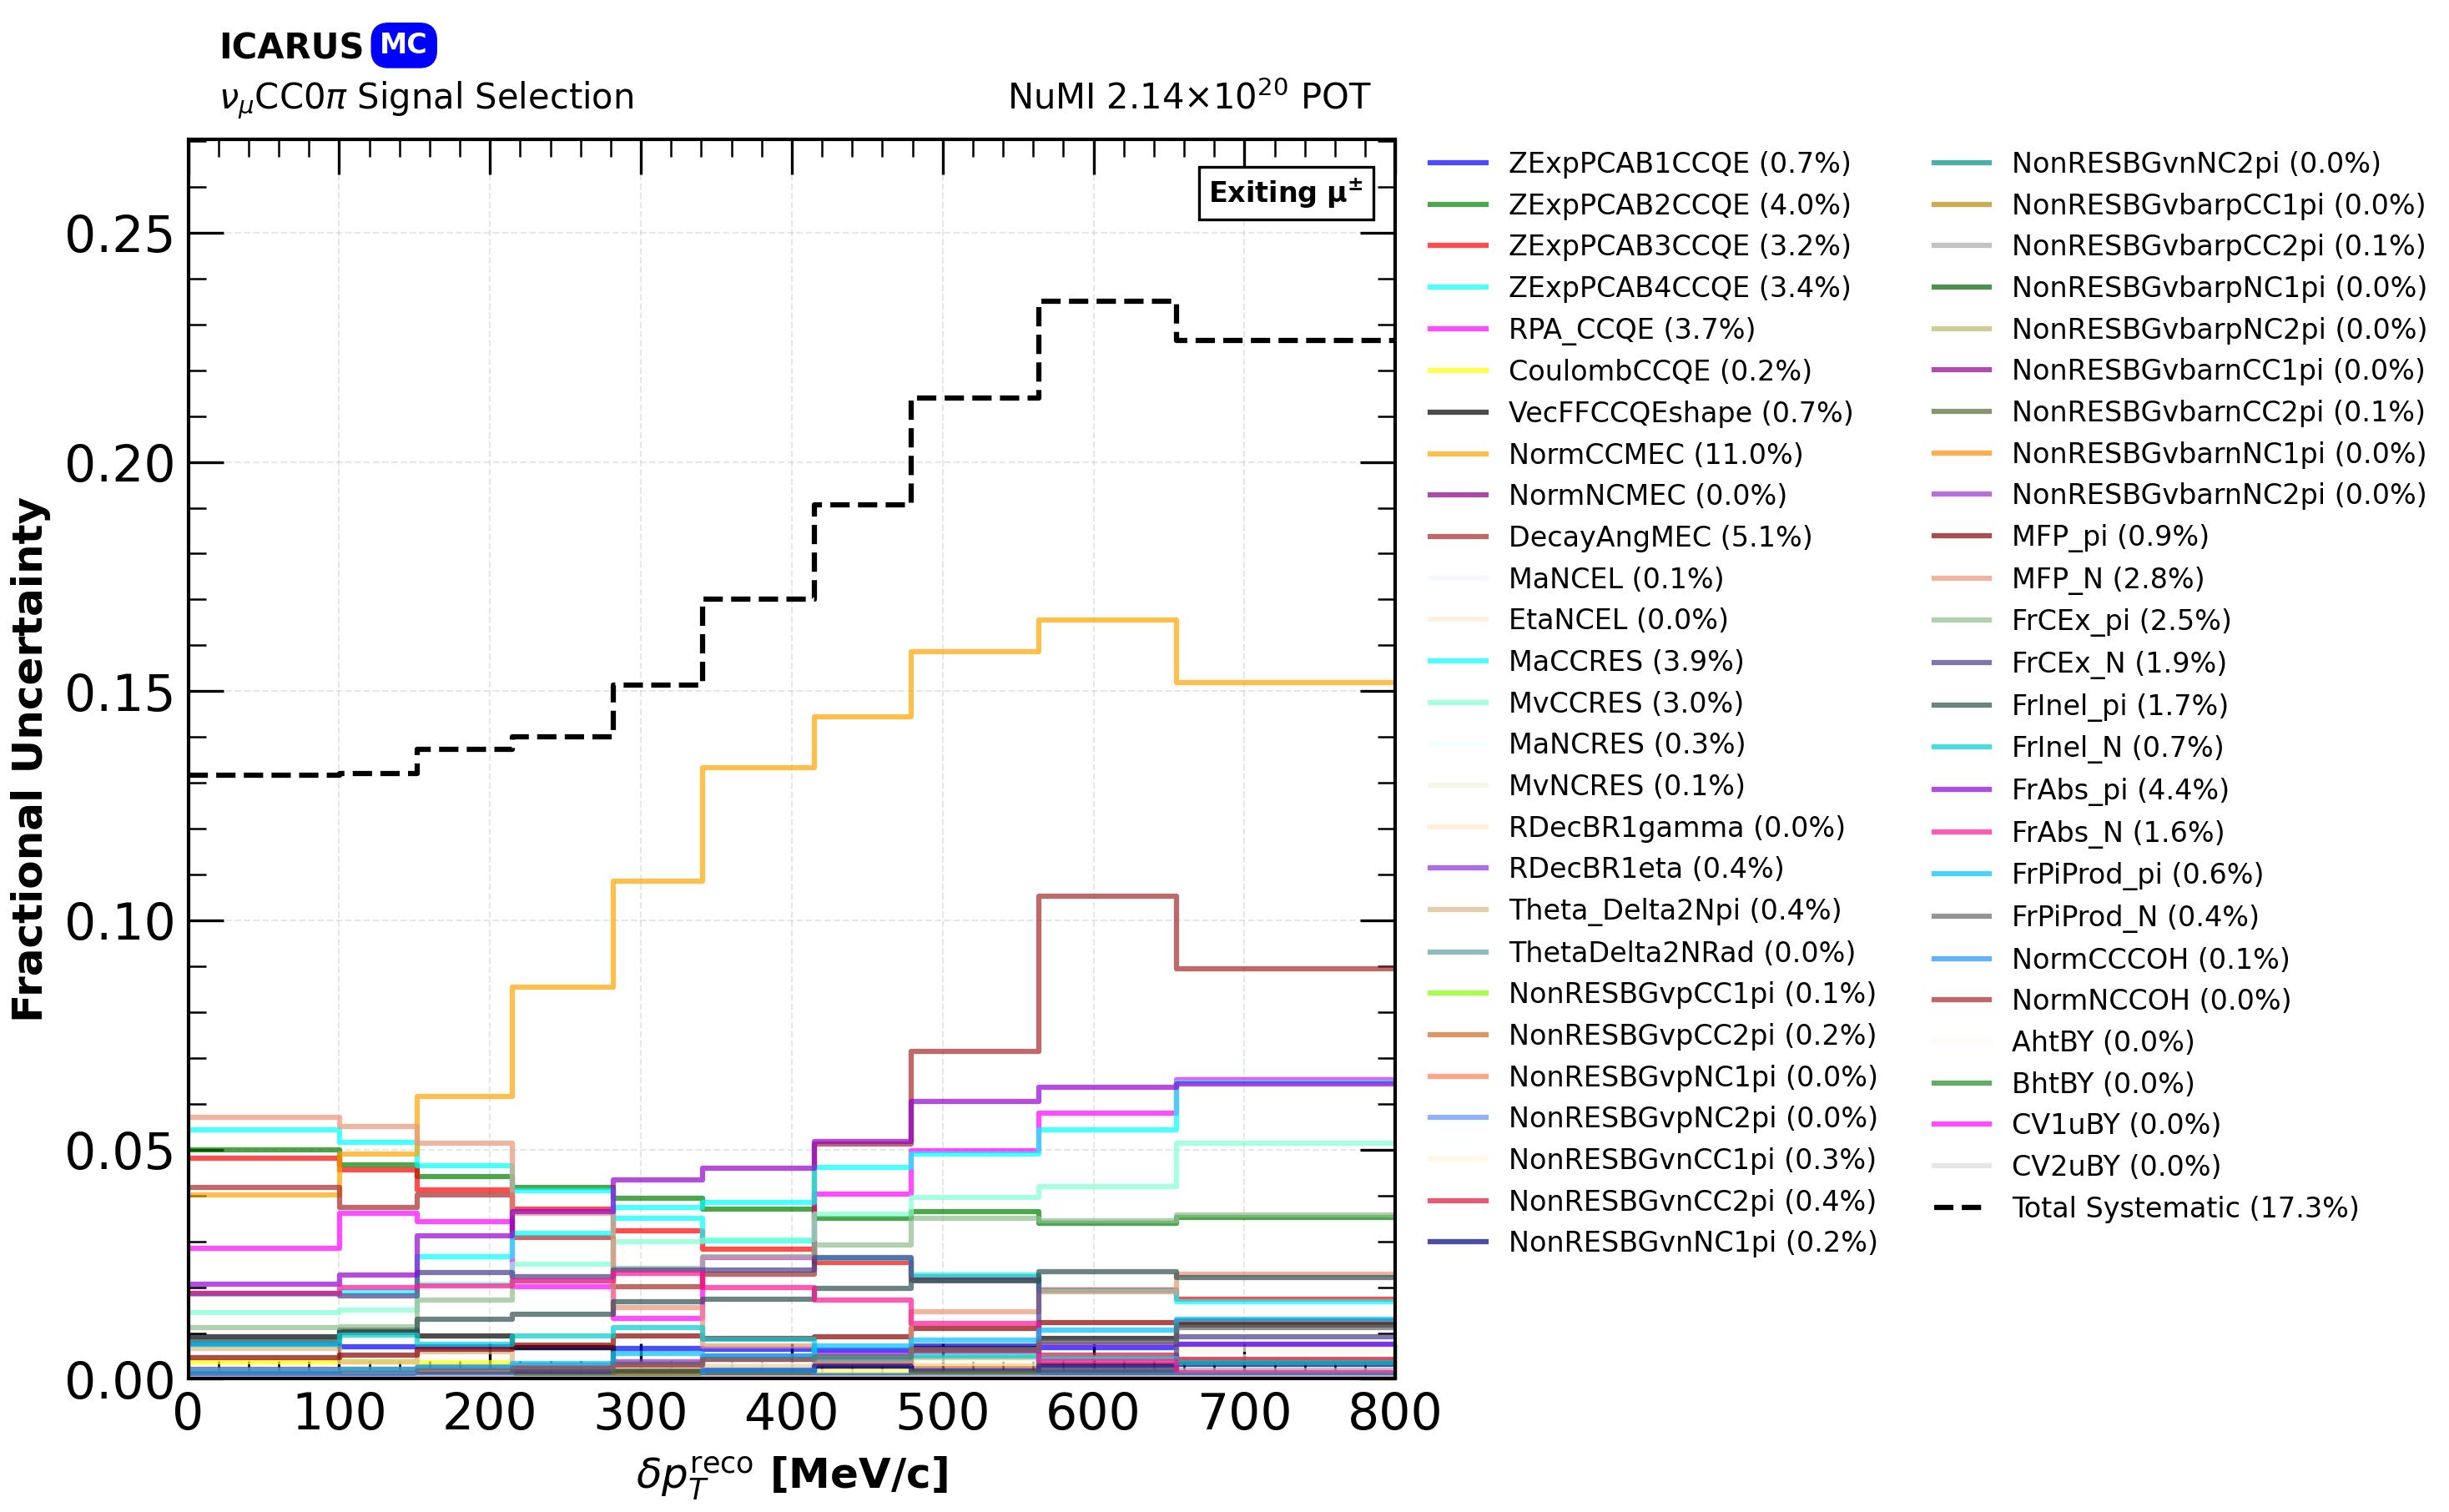 ICARUS MC
νμCC0π Signal Selection
NuMI 2.14×10²⁰ POT
Exiting μ±
Fractional Uncertainty
0.25
0.20
0.15
0.10
0.05
0.00
0 100 200 300 400 500 600 700 800
δp_T^reco [MeV/c]
ZExpPCAB1CCQE (0.7%)
ZExpPCAB2CCQE (4.0%)
ZExpPCAB3CCQE (3.2%)
ZExpPCAB4CCQE (3.4%)
RPA_CCQE (3.7%)
CoulombCCQE (0.2%)
VecFFCCQEshape (0.7%)
NormCCMEC (11.0%)
NormNCMEC (0.0%)
DecayAngMEC (5.1%)
MaNCEL (0.1%)
EtaNCEL (0.0%)
MaCCRES (3.9%)
MvCCRES (3.0%)
MaNCRES (0.3%)
MvNCRES (0.1%)
RDecBR1gamma (0.0%)
RDecBR1eta (0.4%)
Theta_Delta2Npi (0.4%)
ThetaDelta2NRad (0.0%)
NonRESBGvpCC1pi (0.1%)
NonRESBGvpCC2pi (0.2%)
NonRESBGvpNC1pi (0.0%)
NonRESBGvpNC2pi (0.0%)
NonRESBGvnCC1pi (0.3%)
NonRESBGvnCC2pi (0.4%)
NonRESBGvnNC1pi (0.2%)
NonRESBGvnNC2pi (0.0%)
NonRESBGvbarpCC1pi (0.0%)
NonRESBGvbarpCC2pi (0.1%)
NonRESBGvbarpNC1pi (0.0%)
NonRESBGvbarpNC2pi (0.0%)
NonRESBGvbarnCC1pi (0.0%)
NonRESBGvbarnCC2pi (0.1%)
NonRESBGvbarnNC1pi (0.0%)
NonRESBGvbarnNC2pi (0.0%)
MFP_pi (0.9%)
MFP_N (2.8%)
FrCEx_pi (2.5%)
FrCEx_N (1.9%)
FrInel_pi (1.7%)
FrInel_N (0.7%)
FrAbs_pi (4.4%)
FrAbs_N (1.6%)
FrPiProd_pi (0.6%)
FrPiProd_N (0.4%)
NormCCCOH (0.1%)
NormNCCOH (0.0%)
AhtBY (0.0%)
BhtBY (0.0%)
CV1uBY (0.0%)
CV2uBY (0.0%)
Total Systematic (17.3%)